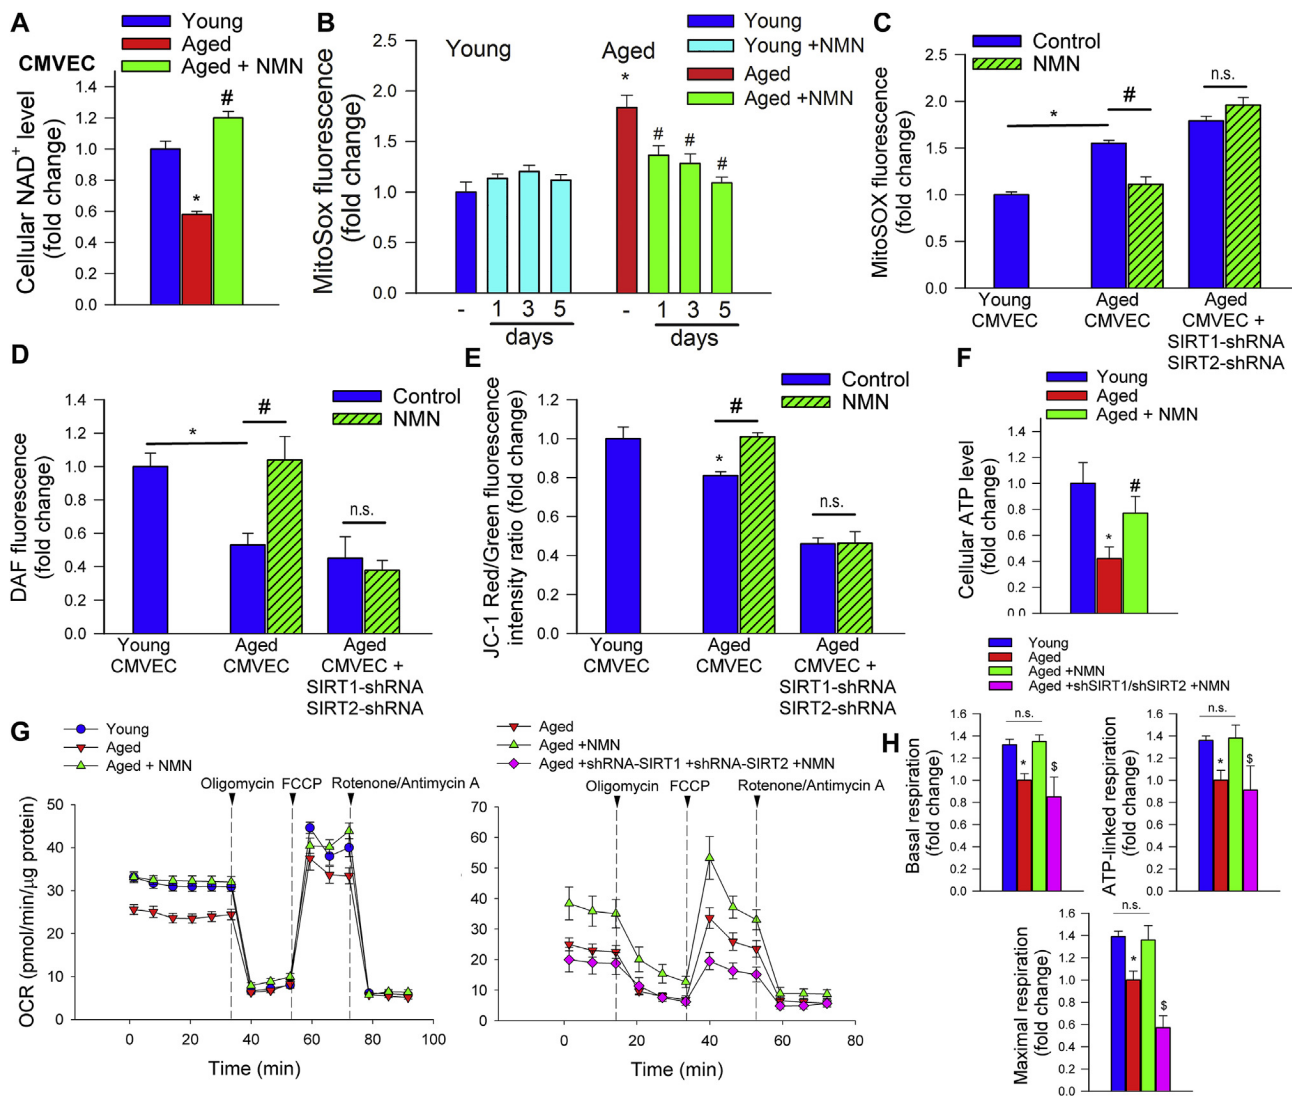 A
Young
Aged
Aged + NMN
CMVEC
Cellular NAD+ level
(fold change)
1.4
1.2
1.0
0.8
0.6
0.4
0.2
0.0
*
#
B
Young
Young +NMN
Aged
Aged +NMN
MitoSox fluorescence
(fold change)
2.5
2.0
1.5
1.0
0.5
0.0
Young
Aged
*
#
#
#
- 1 3 5 - 1 3 5
days days
C
Control
NMN
MitoSOX fluorescence
(fold change)
2.5
2.0
1.5
1.0
0.5
0.0
*
#
n.s.
Young
CMVEC
Aged
CMVEC
Aged
CMVEC +
SIRT1-shRNA
SIRT2-shRNA
D
Control
NMN
DAF fluorescence
(fold change)
1.4
1.2
1.0
0.8
0.6
0.4
0.2
0.0
*
#
n.s.
Young
CMVEC
Aged
CMVEC
Aged
CMVEC +
SIRT1-shRNA
SIRT2-shRNA
E
Control
NMN
JC-1 Red/Green fluorescence
intensity ratio (fold change)
1.2
1.0
0.8
0.6
0.4
0.2
0.0
*
#
n.s.
Young
CMVEC
Aged
CMVEC
Aged
CMVEC +
SIRT1-shRNA
SIRT2-shRNA
F
Young
Aged
Aged + NMN
Cellular ATP level
(fold change)
1.4
1.2
1.0
0.8
0.6
0.4
0.2
0.0
*
#
G
Young
Aged
Aged + NMN
Oligomycin
FCCP
Rotenone/Antimycin A
OCR (pmol/min/µg protein)
50
40
30
20
10
0
0 20 40 60 80 100
Time (min)
Aged
Aged +NMN
Aged +shRNA-SIRT1 +shRNA-SIRT2 +NMN
Oligomycin
FCCP
Rotenone/Antimycin A
70
60
50
40
30
20
10
0
0 20 40 60 80
Time (min)
H
Young
Aged
Aged +NMN
Aged +shSIRT1/shSIRT2 +NMN
Basal respiration
(fold change)
1.6
1.4
1.2
1.0
0.8
0.6
0.4
0.2
0.0
n.s.
*
$
ATP-linked respiration
(fold change)
1.6
1.4
1.2
1.0
0.8
0.6
0.4
0.2
0.0
n.s.
*
$
Maximal respiration
(fold change)
1.6
1.4
1.2
1.0
0.8
0.6
0.4
0.2
0.0
n.s.
*
$